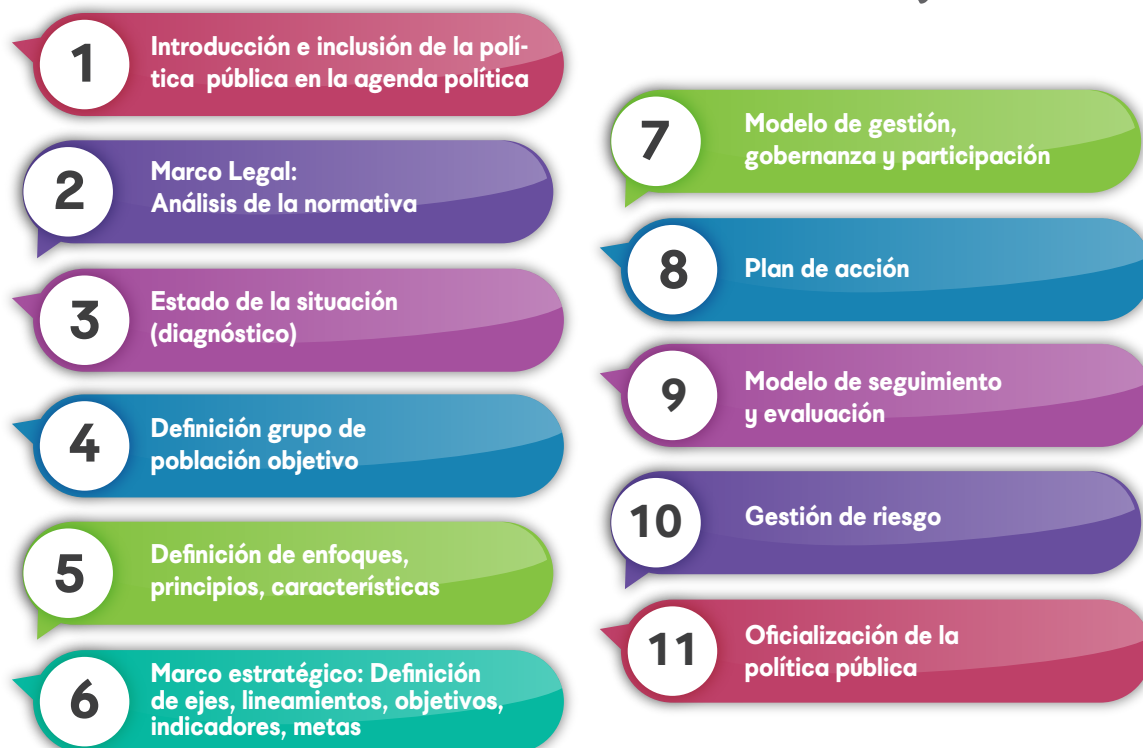 1
Introducción e inclusión de la polí-
tica pública en la agenda política
2
Marco Legal:
Análisis de la normativa
3
Estado de la situación
(diagnóstico)
4
Definición grupo de
población objetivo
5
Definición de enfoques,
principios, características
6
Marco estratégico: Definición
de ejes, lineamientos, objetivos,
indicadores, metas
7
Modelo de gestión,
gobernanza y participación
8
Plan de acción
9
Modelo de seguimiento
y evaluación
10
Gestión de riesgo
11
Oficialización de la
política pública